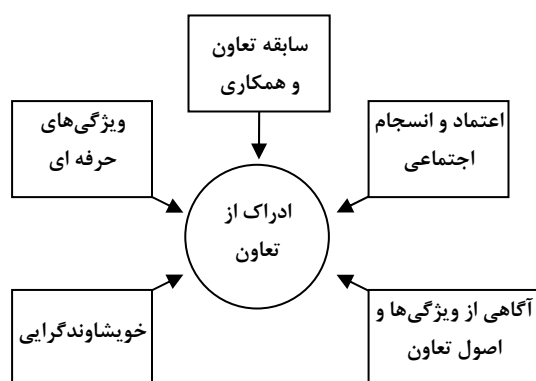 سابقه تعاون
و همکاری
اعتماد و انسجام
اجتماعی
ویژگی‌های
حرفه ای
ادراک از
تعاون
آگاهی از ویژگی‌ها و
اصول تعاون
خویشاوندگرایی